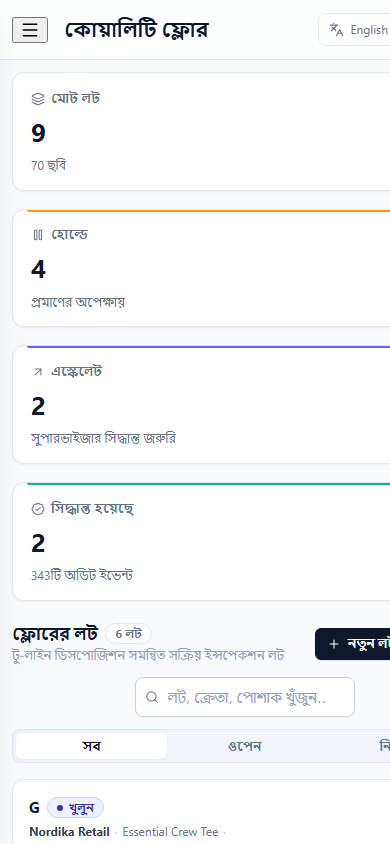 কোয়ালিটি ফ্লোর
English
মোট লট
9
70 ছবি
হোল্ডে
4
প্রমাণের অপেক্ষায়
এস্কেলেট
2
সুপারভাইজার সিদ্ধান্ত জরুরি
সিদ্ধান্ত হয়েছে
2
343টি অডিট ইভেন্ট
ফ্লোরের লট 6 লট
টু-লাইন ডিসপোজিশন সমন্বিত সক্রিয় ইন্সপেকশন লট
নতুন
লট, ক্রেতা, পোশাক খুঁজুন..
সব ওপেন
G খুলুন
Nordika Retail · Essential Crew Tee ·